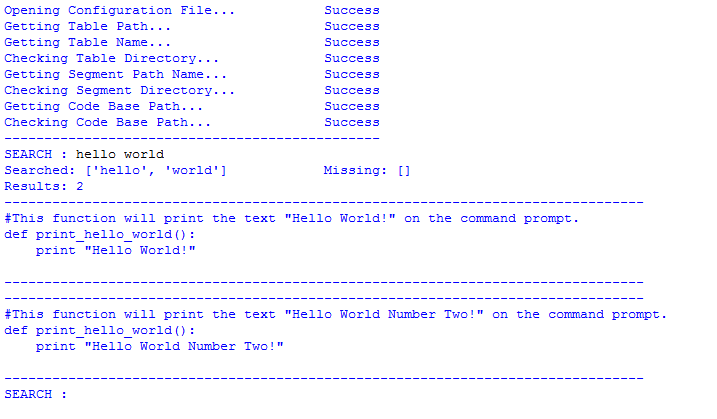 Opening Configuration File...           Success
Getting Table Path...                   Success
Getting Table Name...                   Success
Checking Table Directory...             Success
Getting Segment Path Name...            Success
Checking Segment Directory...           Success
Getting Code Base Path...               Success
Checking Code Base Path...              Success
-----------------------------------------------
SEARCH : hello world
Searched: ['hello', 'world']            Missing: []
Results: 2
--------------------------------------------------------------------------------
#This function will print the text "Hello World!" on the command prompt.
def print_hello_world():
    print "Hello World!"

--------------------------------------------------------------------------------
--------------------------------------------------------------------------------
#This function will print the text "Hello World Number Two!" on the command prompt.
def print_hello_world():
    print "Hello World Number Two!"

--------------------------------------------------------------------------------
SEARCH :